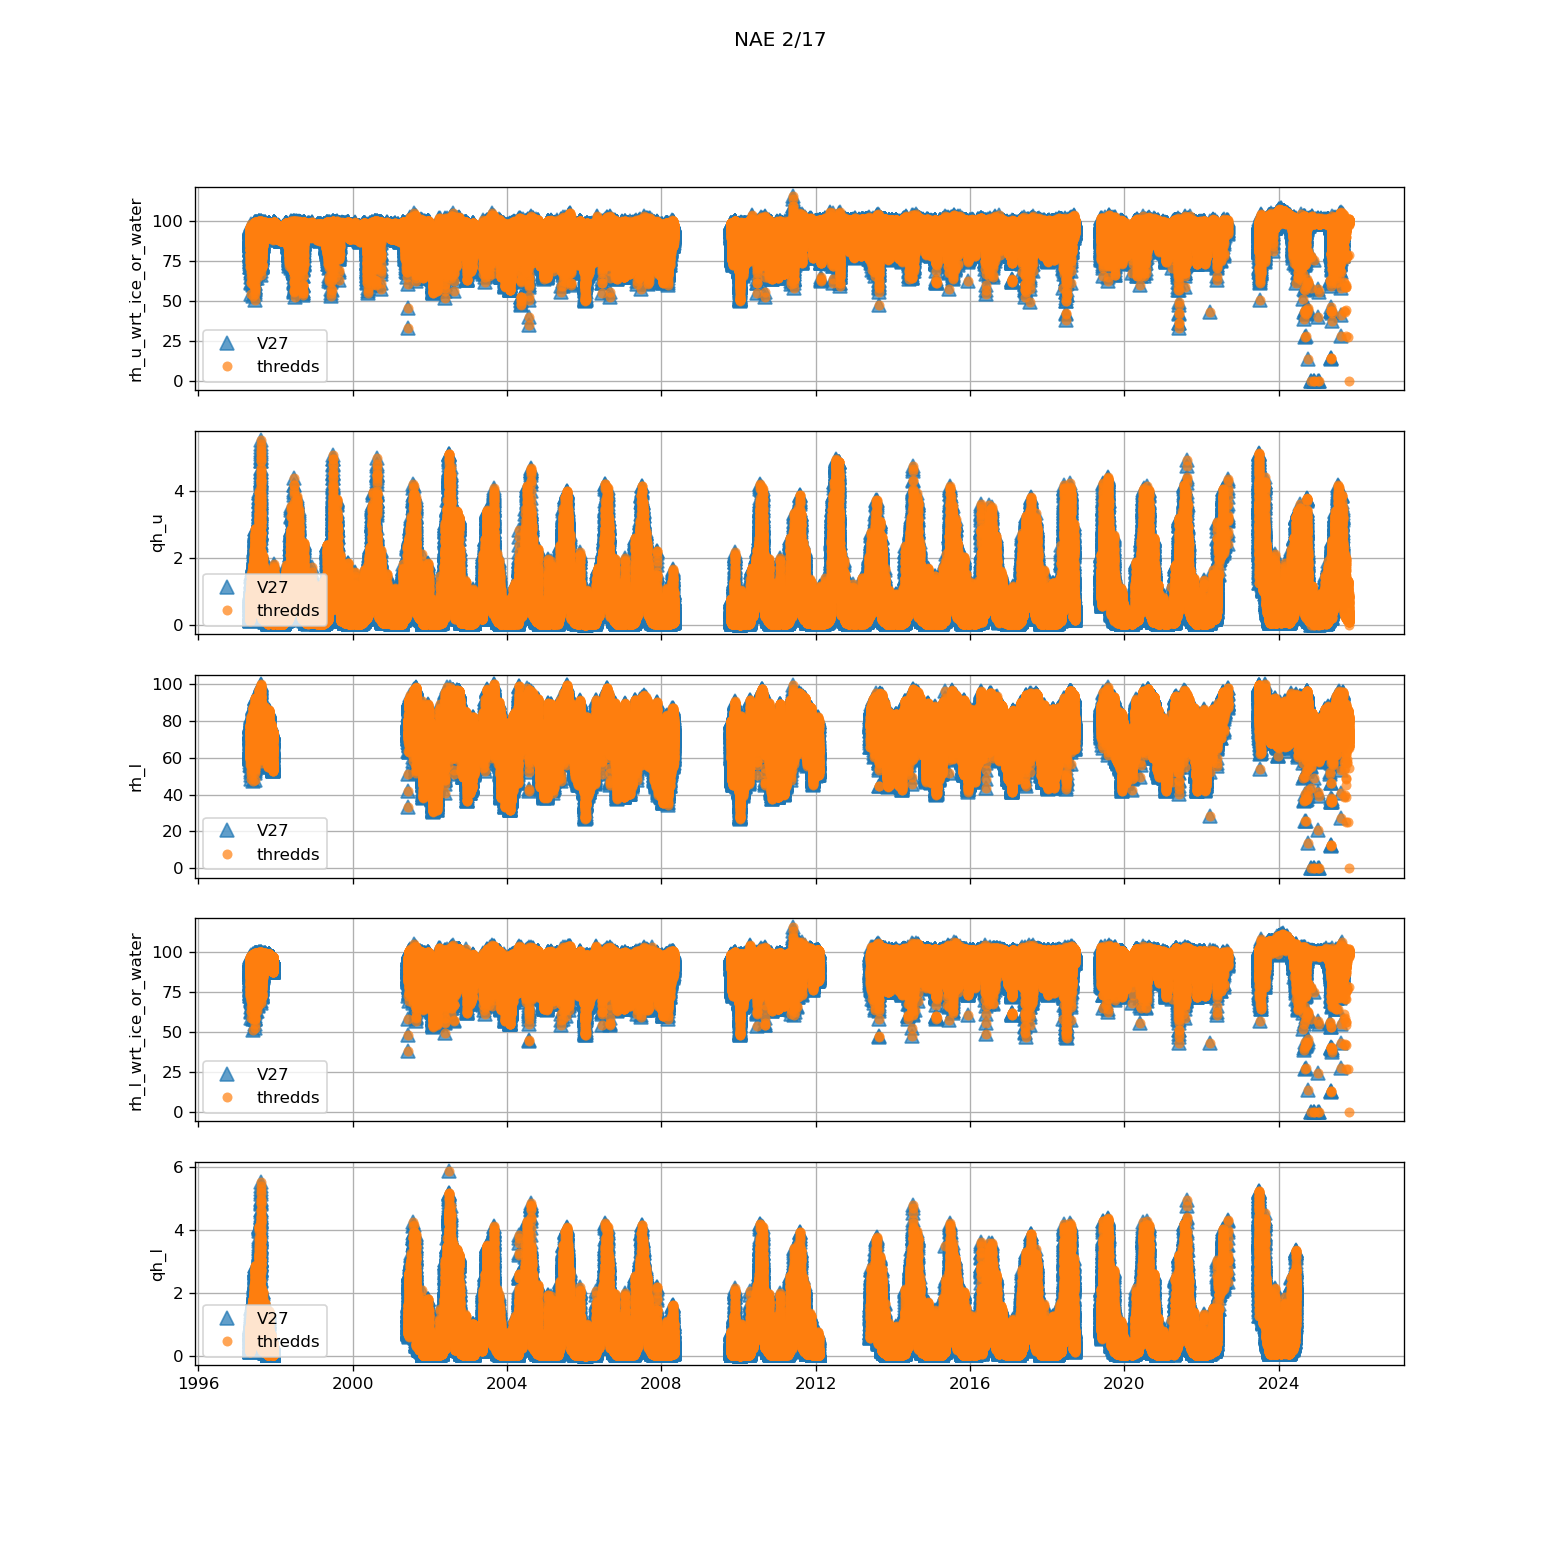 NAE 2/17
rh_u_wrt_ice_or_water
100
75
50
25
0
V27
thredds
qh_u
4
2
0
V27
thredds
rh_l
100
80
60
40
20
0
V27
thredds
rh_l_wrt_ice_or_water
100
75
50
25
0
V27
thredds
qh_l
6
4
2
0
V27
thredds
1996 2000 2004 2008 2012 2016 2020 2024